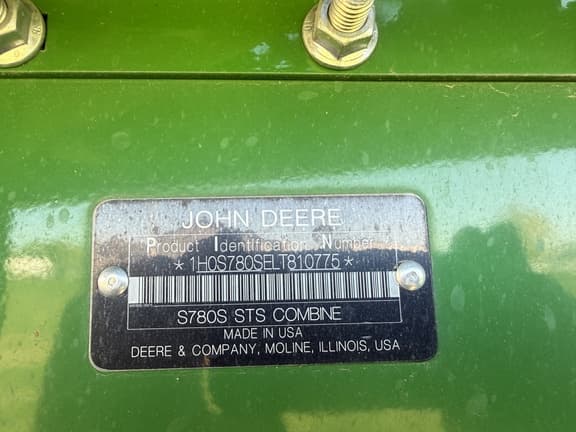 JOHN DEERE
Product Identification Number
*1H0S780SELT810775*
S780S STS COMBINE
MADE IN USA
DEERE & COMPANY, MOLINE, ILLINOIS, USA